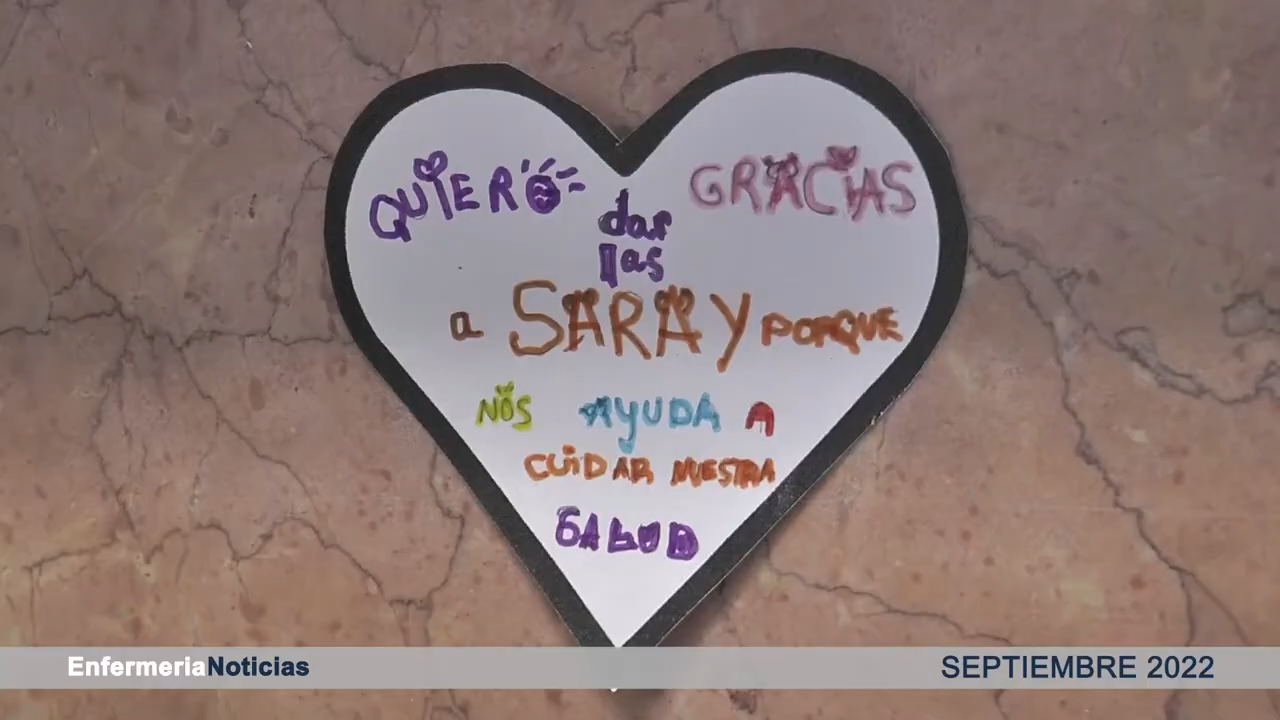 QUIERO
dar
las
GRACiAS
a SARAY PORQUE
NOS AYUDA A
CUiDAR NUESTRA
SALUD
EnfermeriaNoticias
SEPTIEMBRE 2022